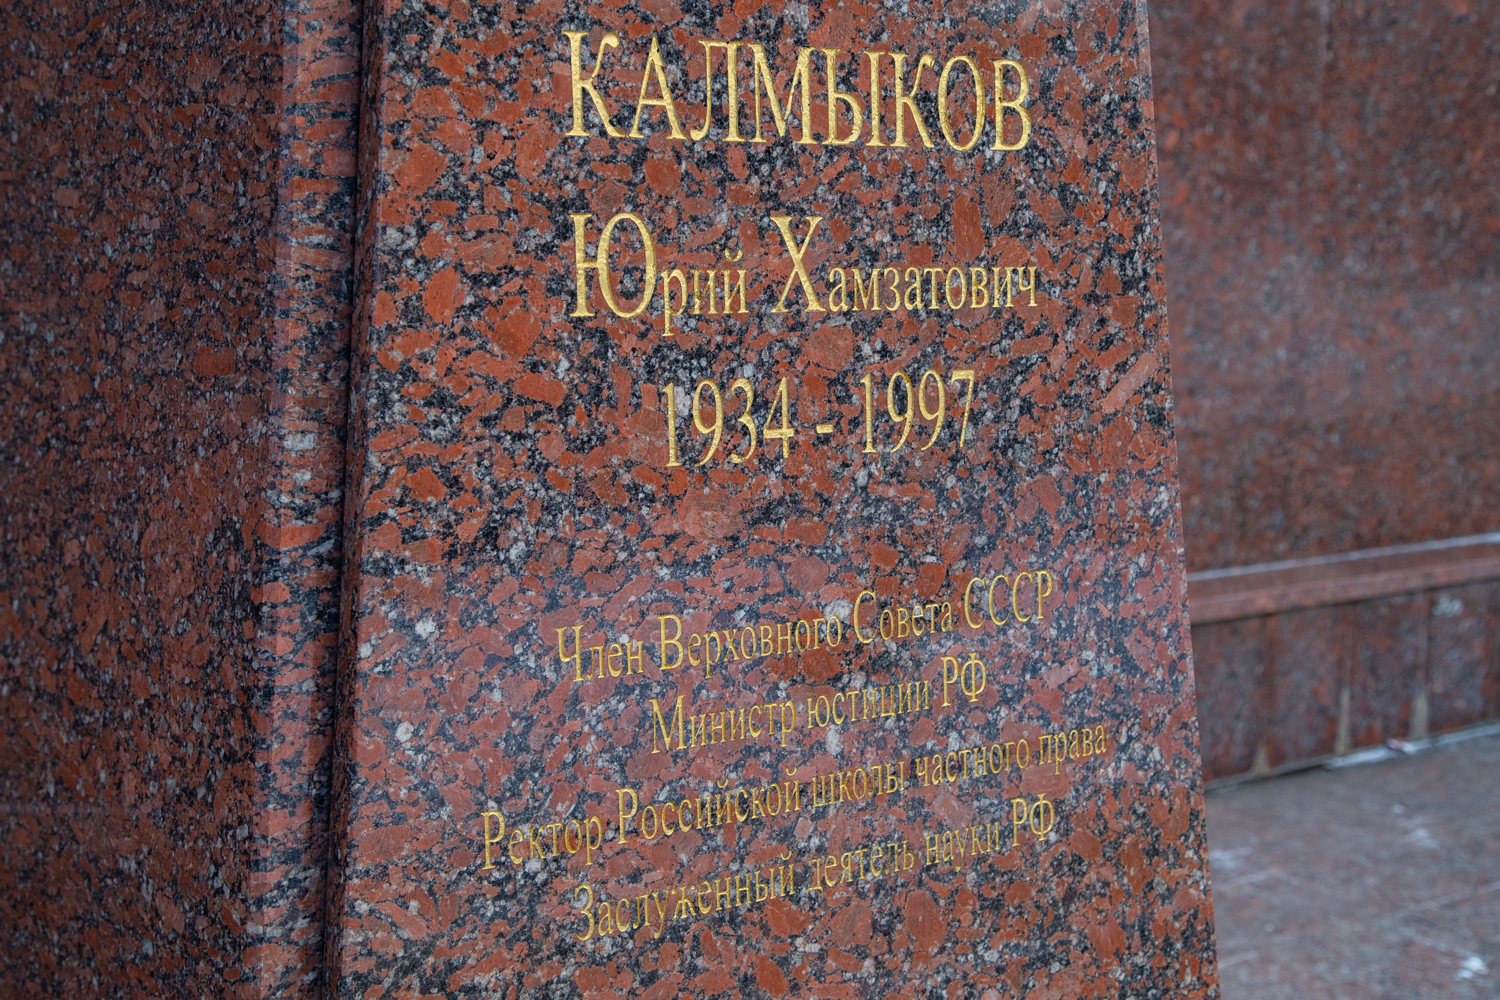 КАЛМЫКОВ
Юрий Хамзатович
1934 - 1997
Член Верховного Совета СССР
Министр юстиции РФ
Ректор Российской школы частного права
Заслуженный деятель науки РФ